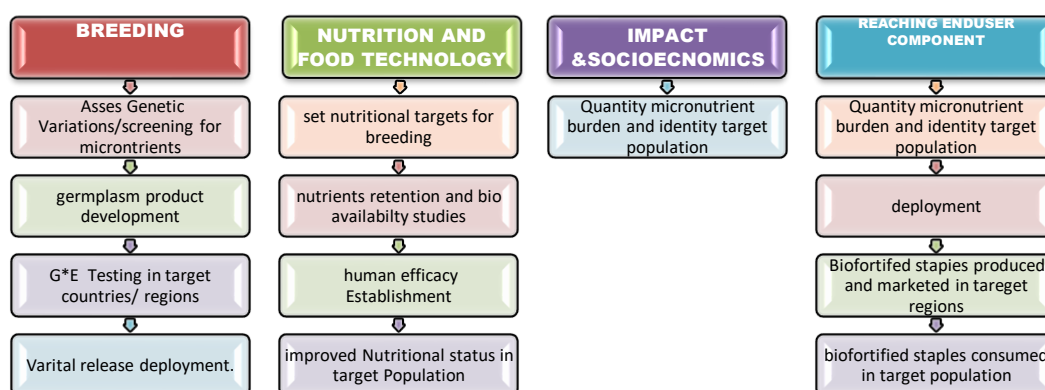 BREEDING
Asses Genetic
Variations/screening for
microntrients
germplasm product
development
G*E Testing in target
countries/ regions
Varital release deployment.
NUTRITION AND
FOOD TECHNOLOGY
set nutritional targets for
breeding
nutrients retention and bio
availabilty studies
human efficacy
Establishment
improved Nutritional status in
target Population
IMPACT
&SOCIOECNOMICS
Quantity micronutrient
burden and identity target
population
REACHING ENDUSER
COMPONENT
Quantity micronutrient
burden and identity target
population
deployment
Biofortifed stapies produced
and marketed in tareget
regions
biofortified staples consumed
in target population